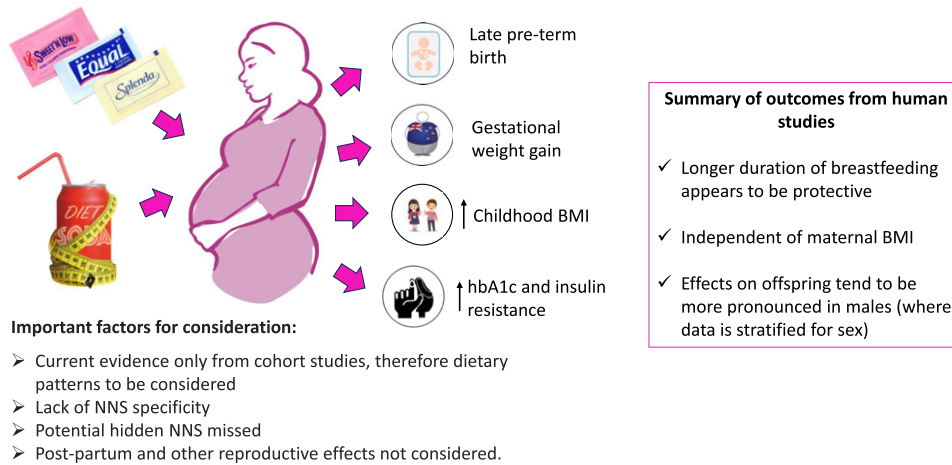 SWEET'N LOW
EQUAL
Splenda
DIET
SODA
Late pre-term
birth
Gestational
weight gain
Childhood BMI
hbA1c and insulin
resistance
Important factors for consideration:
➢ Current evidence only from cohort studies, therefore dietary
patterns to be considered
➢ Lack of NNS specificity
➢ Potential hidden NNS missed
➢ Post-partum and other reproductive effects not considered.
Summary of outcomes from human
studies
✓ Longer duration of breastfeeding
appears to be protective
✓ Independent of maternal BMI
✓ Effects on offspring tend to be
more pronounced in males (where
data is stratified for sex)